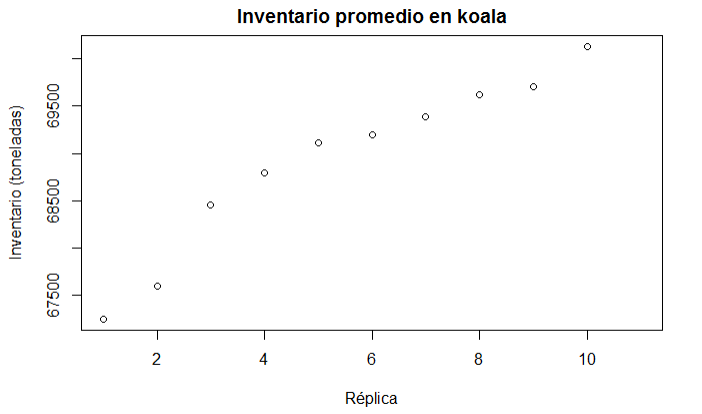 Inventario promedio en koala
Inventario (toneladas)
69500
68500
67500
2 4 6 8 10
Réplica